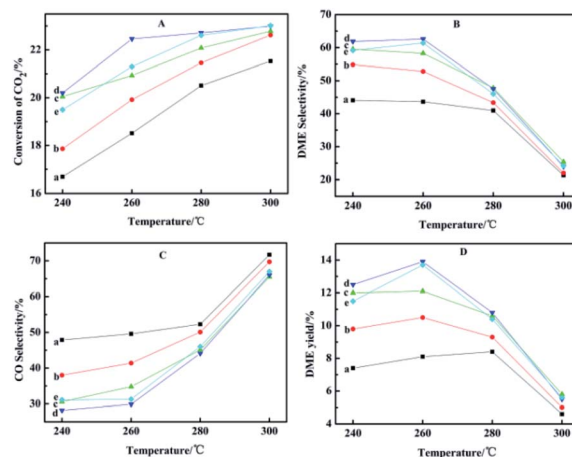 A
Conversion of CO2/%
22
20
18
16
d
c
e
b
a
240 260 280 300
Temperature/℃
B
DME Selectivity/%
70
60
50
40
30
20
d
c
e
b
a
240 260 280 300
Temperature/℃
C
CO Selectivity/%
70
60
50
40
30
a
b
e
c
d
240 260 280 300
Temperature/℃
D
DME yield/%
14
12
10
8
6
4
d
c
e
b
a
240 260 280 300
Temperature/℃